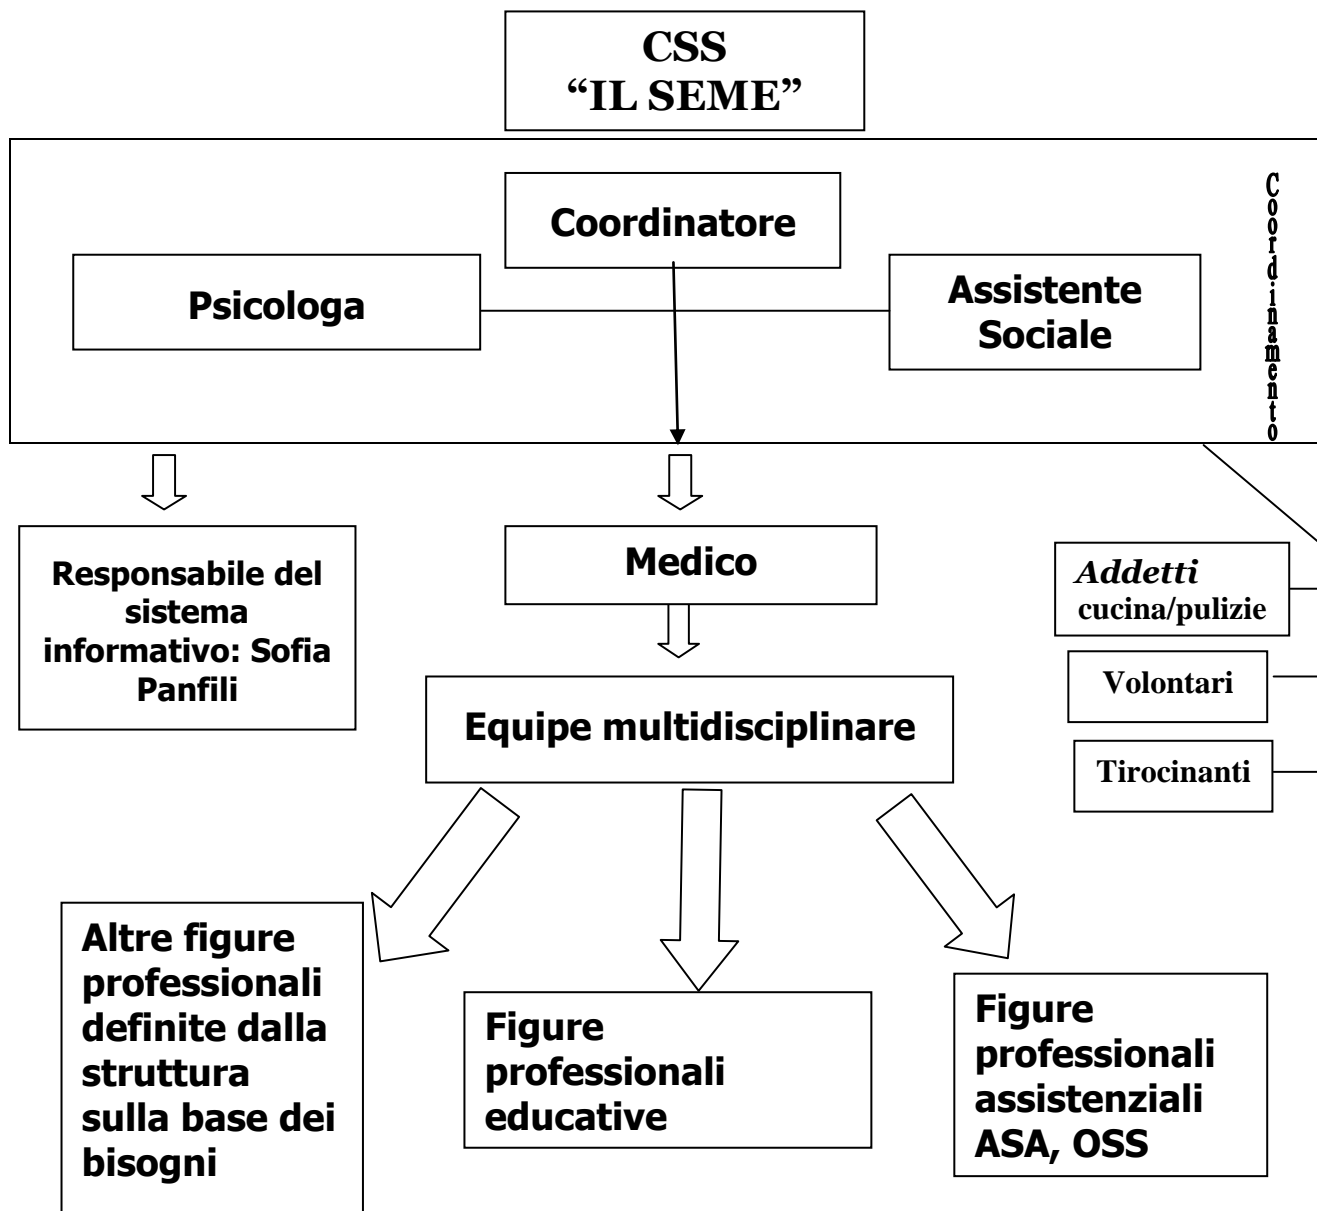 CSS
“IL SEME”
Coordinatore
Psicologa
Assistente
Sociale
Coordinamento
Responsabile del
sistema
informativo: Sofia
Panfili
Medico
Addetti
cucina/pulizie
Volontari
Tirocinanti
Equipe multidisciplinare
Altre figure
professionali
definite dalla
struttura
sulla base dei
bisogni
Figure
professionali
educative
Figure
professionali
assistenziali
ASA, OSS